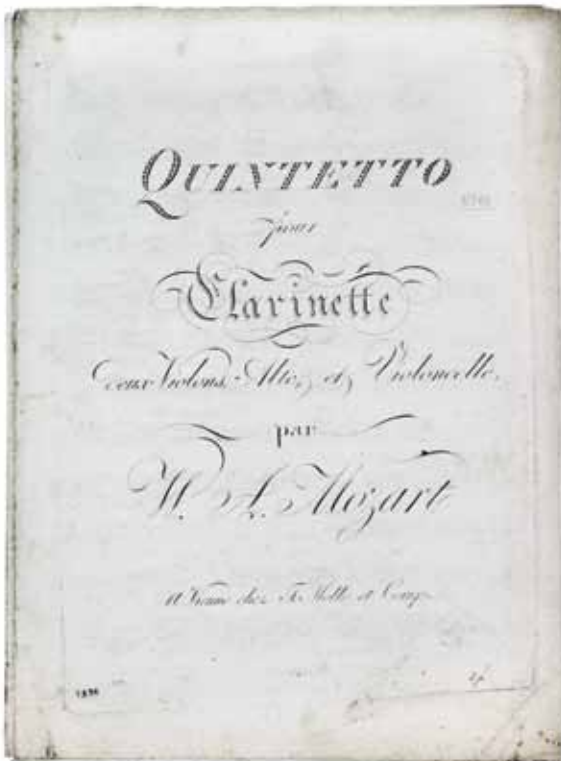 QUINTETTO
pour
Clarinette
deux Violons, Alto, et Violoncelle.
par
W. A. Mozart
A Vienne chez T. Mollo et Comp.